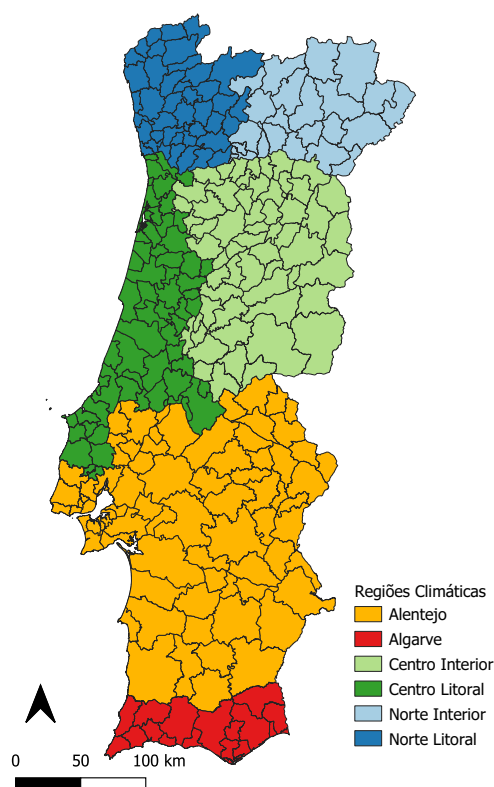 Regiões Climáticas
Alentejo
Algarve
Centro Interior
Centro Litoral
Norte Interior
Norte Litoral
0 50 100 km